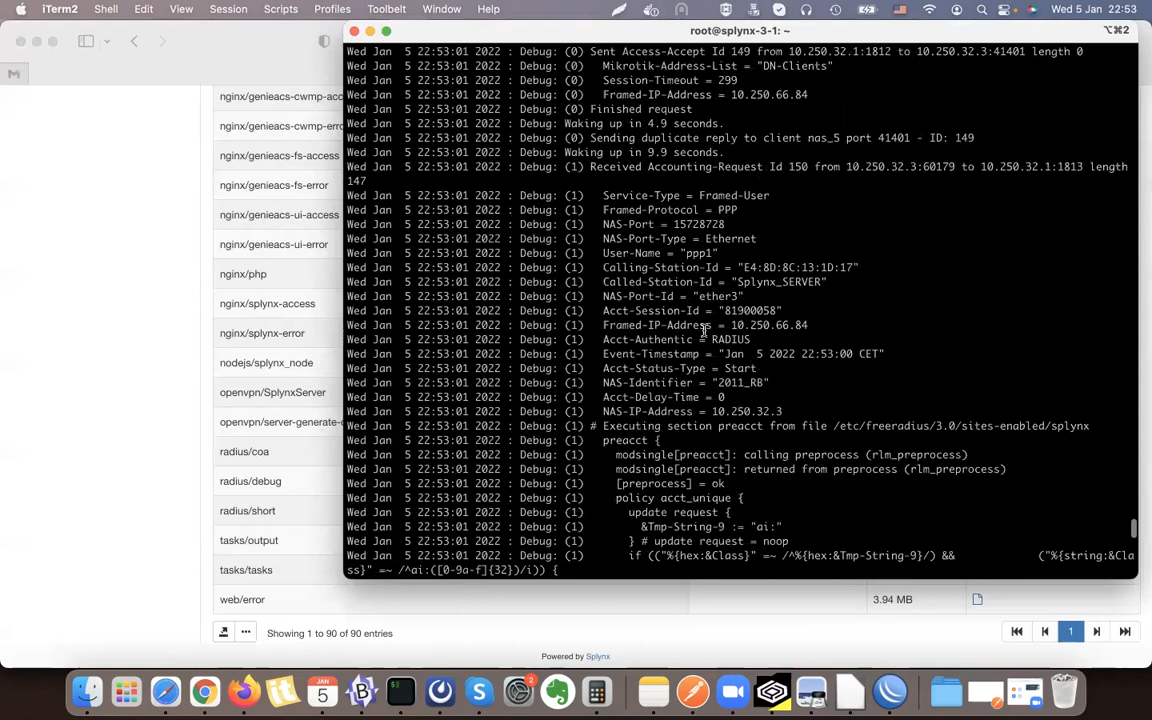 iTerm2 Shell Edit View Session Scripts Profiles Toolbelt Window Help Wed 5 Jan 22:53
root@splynx-3-1: ~ ⌥⌘2
Wed Jan  5 22:53:01 2022 : Debug: (0) Sent Access-Accept Id 149 from 10.250.32.1:1812 to 10.250.32.3:41401 length 0
Wed Jan  5 22:53:01 2022 : Debug: (0)   Mikrotik-Address-List = "DN-Clients"
Wed Jan  5 22:53:01 2022 : Debug: (0)   Session-Timeout = 299
Wed Jan  5 22:53:01 2022 : Debug: (0)   Framed-IP-Address = 10.250.66.84
Wed Jan  5 22:53:01 2022 : Debug: (0) Finished request
Wed Jan  5 22:53:01 2022 : Debug: Waking up in 4.9 seconds.
Wed Jan  5 22:53:01 2022 : Debug: (0) Sending duplicate reply to client nas_5 port 41401 - ID: 149
Wed Jan  5 22:53:01 2022 : Debug: Waking up in 9.9 seconds.
Wed Jan  5 22:53:01 2022 : Debug: (1) Received Accounting-Request Id 150 from 10.250.32.3:60179 to 10.250.32.1:1813 length
147
Wed Jan  5 22:53:01 2022 : Debug: (1)   Service-Type = Framed-User
Wed Jan  5 22:53:01 2022 : Debug: (1)   Framed-Protocol = PPP
Wed Jan  5 22:53:01 2022 : Debug: (1)   NAS-Port = 15728728
Wed Jan  5 22:53:01 2022 : Debug: (1)   NAS-Port-Type = Ethernet
Wed Jan  5 22:53:01 2022 : Debug: (1)   User-Name = "ppp1"
Wed Jan  5 22:53:01 2022 : Debug: (1)   Calling-Station-Id = "E4:8D:8C:13:1D:17"
Wed Jan  5 22:53:01 2022 : Debug: (1)   Called-Station-Id = "Splynx_SERVER"
Wed Jan  5 22:53:01 2022 : Debug: (1)   NAS-Port-Id = "ether3"
Wed Jan  5 22:53:01 2022 : Debug: (1)   Acct-Session-Id = "81900058"
Wed Jan  5 22:53:01 2022 : Debug: (1)   Framed-IP-Address = 10.250.66.84
Wed Jan  5 22:53:01 2022 : Debug: (1)   Acct-Authentic = RADIUS
Wed Jan  5 22:53:01 2022 : Debug: (1)   Event-Timestamp = "Jan  5 2022 22:53:00 CET"
Wed Jan  5 22:53:01 2022 : Debug: (1)   Acct-Status-Type = Start
Wed Jan  5 22:53:01 2022 : Debug: (1)   NAS-Identifier = "2011_RB"
Wed Jan  5 22:53:01 2022 : Debug: (1)   Acct-Delay-Time = 0
Wed Jan  5 22:53:01 2022 : Debug: (1)   NAS-IP-Address = 10.250.32.3
Wed Jan  5 22:53:01 2022 : Debug: (1) # Executing section preacct from file /etc/freeradius/3.0/sites-enabled/splynx
Wed Jan  5 22:53:01 2022 : Debug: (1)   preacct {
Wed Jan  5 22:53:01 2022 : Debug: (1)     modsingle[preacct]: calling preprocess (rlm_preprocess)
Wed Jan  5 22:53:01 2022 : Debug: (1)     modsingle[preacct]: returned from preprocess (rlm_preprocess)
Wed Jan  5 22:53:01 2022 : Debug: (1)     [preprocess] = ok
Wed Jan  5 22:53:01 2022 : Debug: (1)     policy acct_unique {
Wed Jan  5 22:53:01 2022 : Debug: (1)       update request {
Wed Jan  5 22:53:01 2022 : Debug: (1)         &Tmp-String-9 := "ai:"
Wed Jan  5 22:53:01 2022 : Debug: (1)       } # update request = noop
Wed Jan  5 22:53:01 2022 : Debug: (1)       if (("%{hex:&Class}" =~ /^%{hex:&Tmp-String-9}/) &&             ("%{string:&Cla
ss}" =~ /^ai:([0-9a-f]{32})/i)) {
nginx/genieacs-cwmp-acc
nginx/genieacs-cwmp-erro
nginx/genieacs-fs-access
nginx/genieacs-fs-error
nginx/genieacs-ui-access
nginx/genieacs-ui-error
nginx/php
nginx/splynx-access
nginx/splynx-error
nodejs/splynx_node
openvpn/SplynxServer
openvpn/server-generate-c
radius/coa
radius/debug
radius/short
tasks/output
tasks/tasks
web/error 3.94 MB
Showing 1 to 90 of 90 entries 1
Powered by Splynx
JAN
5
2